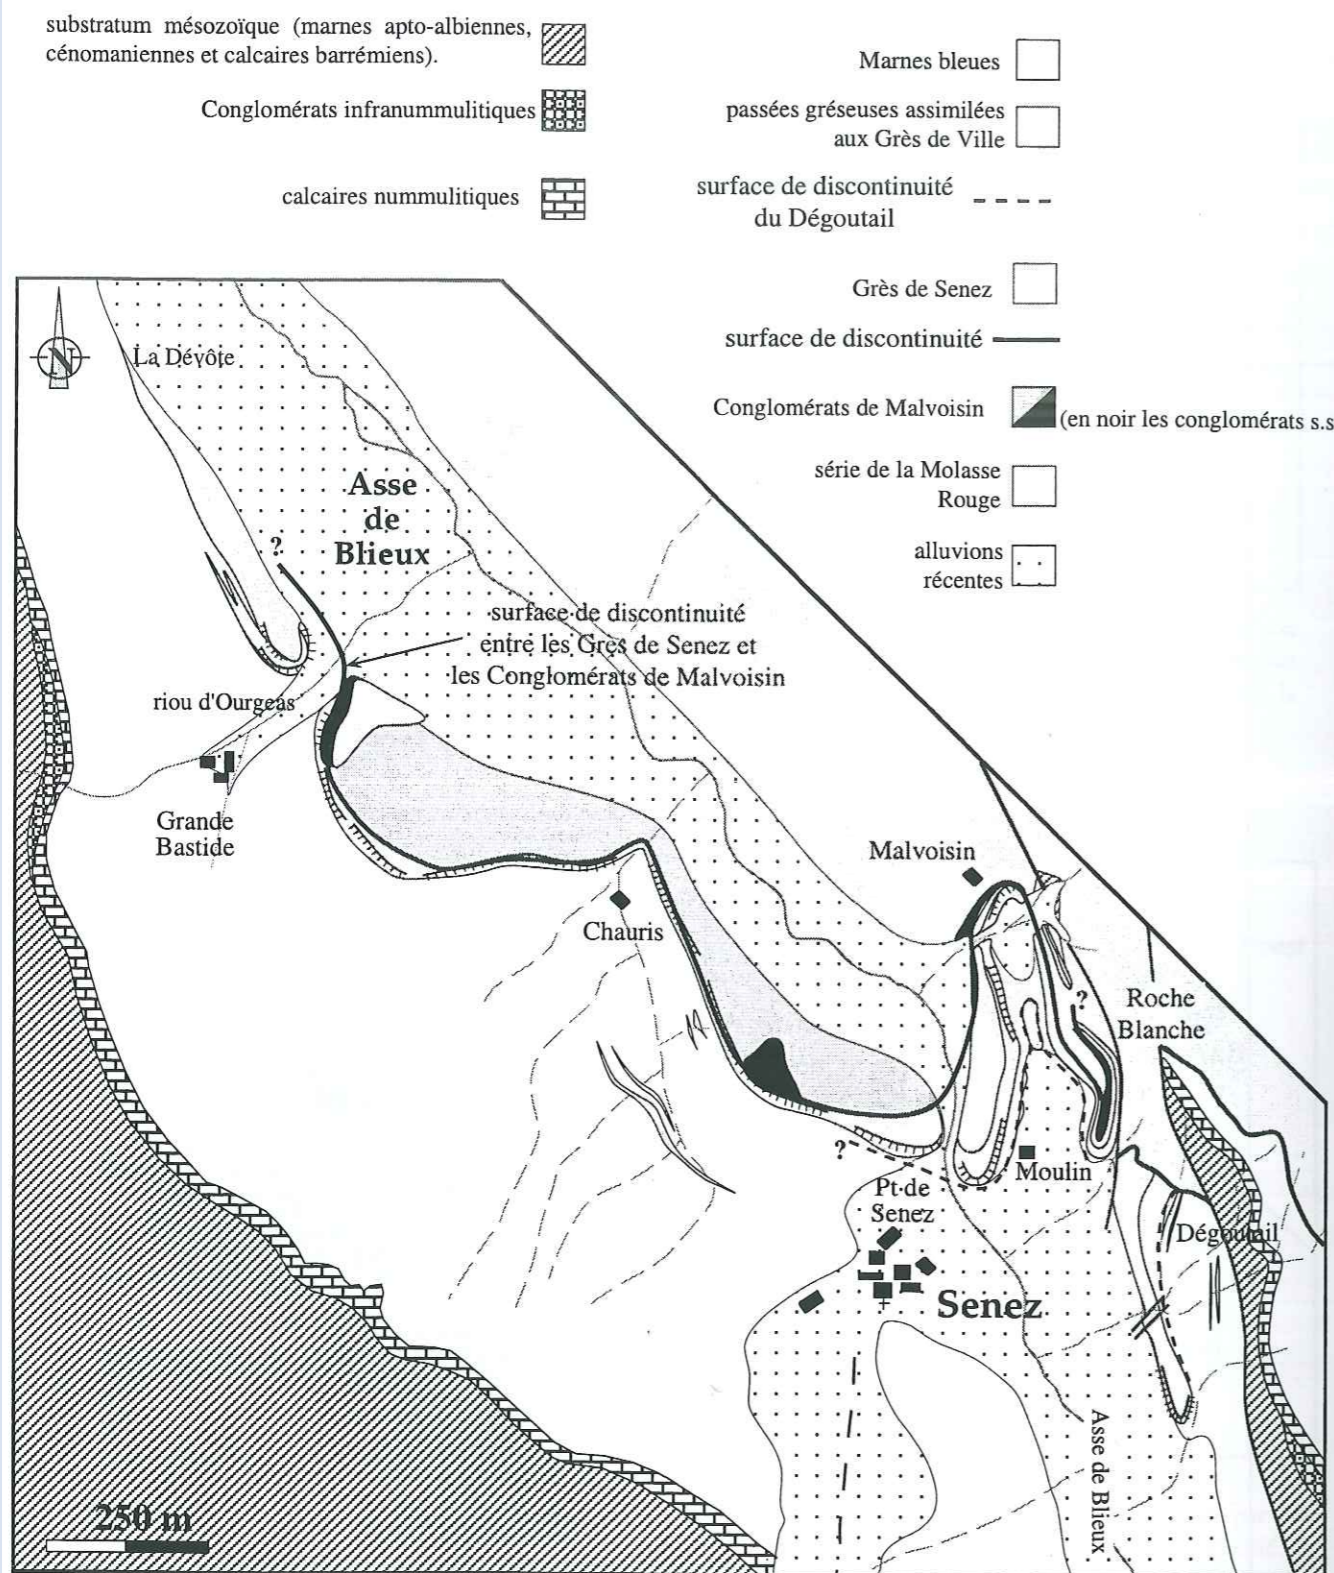 substratum mésozoïque (marnes apto-albiennes,
cénomaniennes et calcaires barrémiens).
Conglomérats infranummulitiques
calcaires nummulitiques
Marnes bleues
passées gréseuses assimilées
aux Grès de Ville
surface de discontinuité
du Dégoutail
Grès de Senez
surface de discontinuité
Conglomérats de Malvoisin
(en noir les conglomérats s.s
série de la Molasse
Rouge
alluvions
récentes
N
La Dévôte
Asse
de
Blieux
?
surface de discontinuité
entre les Grès de Senez et
les Conglomérats de Malvoisin
riou d'Ourgeas
Grande
Bastide
Malvoisin
Chauris
?
Roche
Blanche
?
Moulin
Pt de
Senez
Dégoutail
Senez
Asse de Blieux
250 m